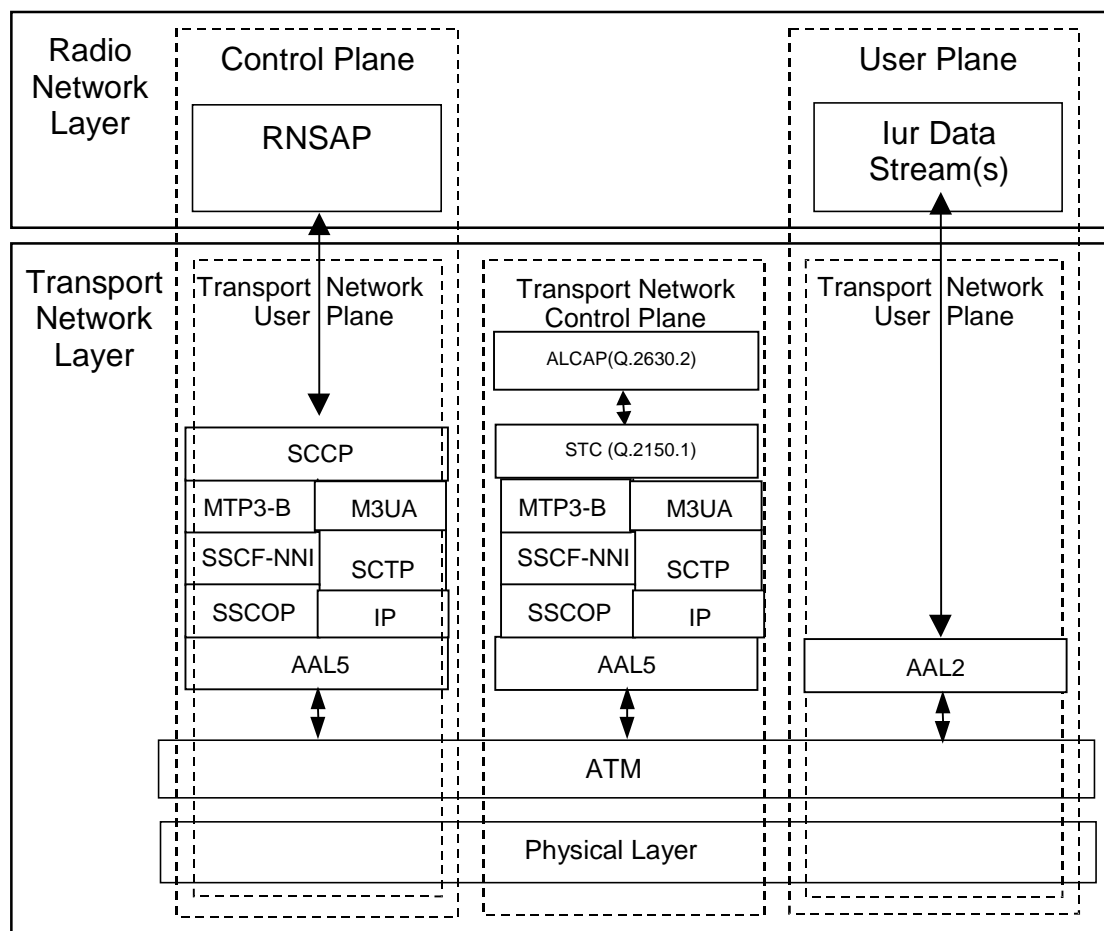 Radio
Network
Layer
Control Plane
User Plane
RNSAP
Iur Data
Stream(s)
Transport
Network
Layer
Transport Network
User Plane
Transport Network
Control Plane
Transport Network
User Plane
ALCAP(Q.2630.2)
STC (Q.2150.1)
SCCP
MTP3-B
M3UA
SSCF-NNI
SCTP
SSCOP
IP
AAL5
MTP3-B
M3UA
SSCF-NNI
SCTP
SSCOP
IP
AAL5
AAL2
ATM
Physical Layer